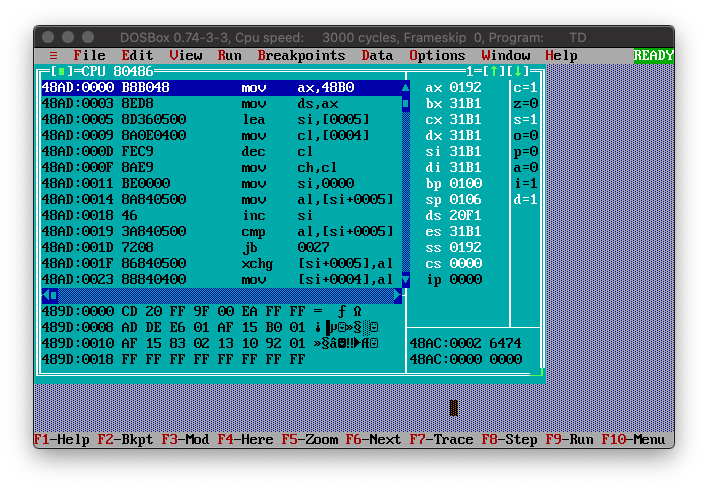 DOSBox 0.74-3-3, Cpu speed: 3000 cycles, Frameskip 0, Program: TD
≡ File Edit View Run Breakpoints Data Options Window Help READY
[■]=CPU 80486 1=[↑][↓]
48AD:0000 B8B048 mov ax,48B0 ax 0192 c=1
48AD:0003 8ED8 mov ds,ax bx 31B1 z=0
48AD:0005 8D360500 lea si,[0005] cx 31B1 s=1
48AD:0009 8A0E0400 mov cl,[0004] dx 31B1 o=0
48AD:000D FEC9 dec cl si 31B1 p=0
48AD:000F 8AE9 mov ch,cl di 31B1 a=0
48AD:0011 BE0000 mov si,0000 bp 0100 i=1
48AD:0014 8A840500 mov al,[si+0005] sp 0106 d=1
48AD:0018 46 inc si ds 20F1
48AD:0019 3A840500 cmp al,[si+0005] es 31B1
48AD:001D 7208 jb 0027 ss 0192
48AD:001F 86840500 xchg [si+0005],al cs 0000
48AD:0023 88840400 mov [si+0004],al ip 0000
489D:0000 CD 20 FF 9F 00 EA FF FF = ƒ Ω
489D:0008 AD DE E6 01 AF 15 B0 01 ¡▐µ☺»§░☺
489D:0010 AF 15 83 02 13 10 92 01 »§â☻‼►Æ☺ 48AC:0002 6474
489D:0018 FF FF FF FF FF FF FF FF 48AC:0000 0000
F1-Help F2-Bkpt F3-Mod F4-Here F5-Zoom F6-Next F7-Trace F8-Step F9-Run F10-Menu